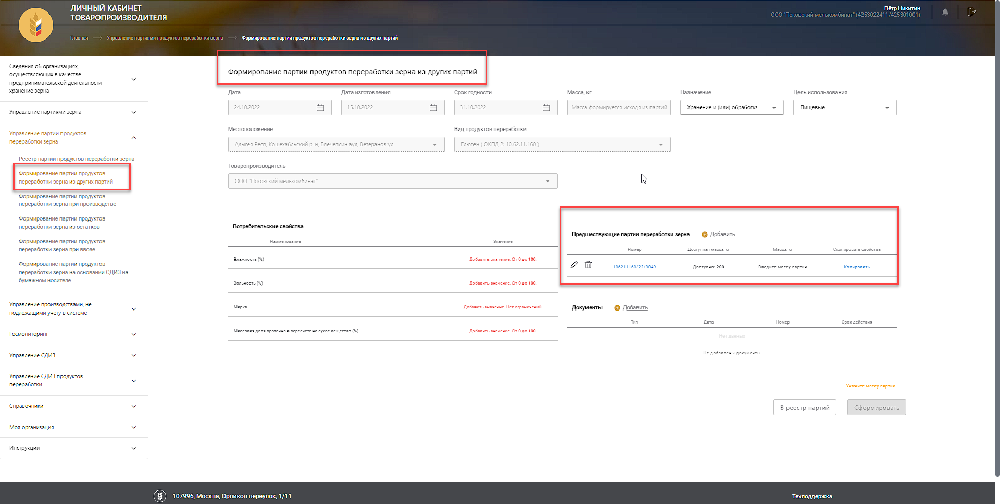 ЛИЧНЫЙ КАБИНЕТ
ТОВАРОПРОИЗВОДИТЕЛЯ
Пётр Никитин
ООО "Псковский мелькомбинат" (4253022411/425301001)
Главная
Управление партиями продуктов переработки зерна
Формирование партии продуктов переработки зерна из других партий
Сведения об организациях,
осуществляющих в качестве
предпринимательской деятельности
хранение зерна
Управление партиями зерна
Управление партии продуктов
переработки зерна
Реестр партии продуктов переработки зерна
Формирование партии продуктов
переработки зерна из других партий
Формирование партии продуктов
переработки зерна при производстве
Формирование партии продуктов
переработки зерна из остатков
Формирование партии продуктов
переработки зерна при ввозе
Формирование партии продуктов
переработки зерна на основании СДИЗ на
бумажном носителе
Управление производствами, не
подлежащими учету в системе
Госмониторинг
Управление СДИЗ
Управление СДИЗ продуктов
переработки
Справочники
Моя организация
Инструкции
Формирование партии продуктов переработки зерна из других партий
Дата
Дата изготовления
Срок годности
Масса, кг
Назначение
Цель использования
24.10.2022
15.10.2022
31.10.2022
Масса формируется исходя из партий
Хранение и (или) обработка
Пищевые
Местоположение
Вид продуктов переработки
Адыгея Респ, Кошехабльский р-н, Блечепсин аул, Ветеранов ул
Глютен ( ОКПД 2: 10.62.11.160 )
Товаропроизводитель
ООО "Псковский мелькомбинат"
Потребительские свойства
Наименование
Значение
Влажность (%)
Добавить значение. От 0 до 100.
Зольность (%)
Добавить значение. От 0 до 100.
Марка
Добавить значение. Нет ограничений.
Массовая доля протеина в пересчете на сухое вещество (%)
Добавить значение. От 0 до 100.
Предшествующие партии переработки зерна
Добавить
Номер
Доступная масса, кг
Масса, кг
Скопировать свойства
106211160/22/0049
Доступно: 200
Введите массу партии
Копировать
Документы
Добавить
Тип
Дата
Номер
Срок действия
Нет данных
Не добавлены документы
Укажите массу партии
В реестр партий
Сформировать
107996, Москва, Орликов переулок, 1/11
Техподдержка